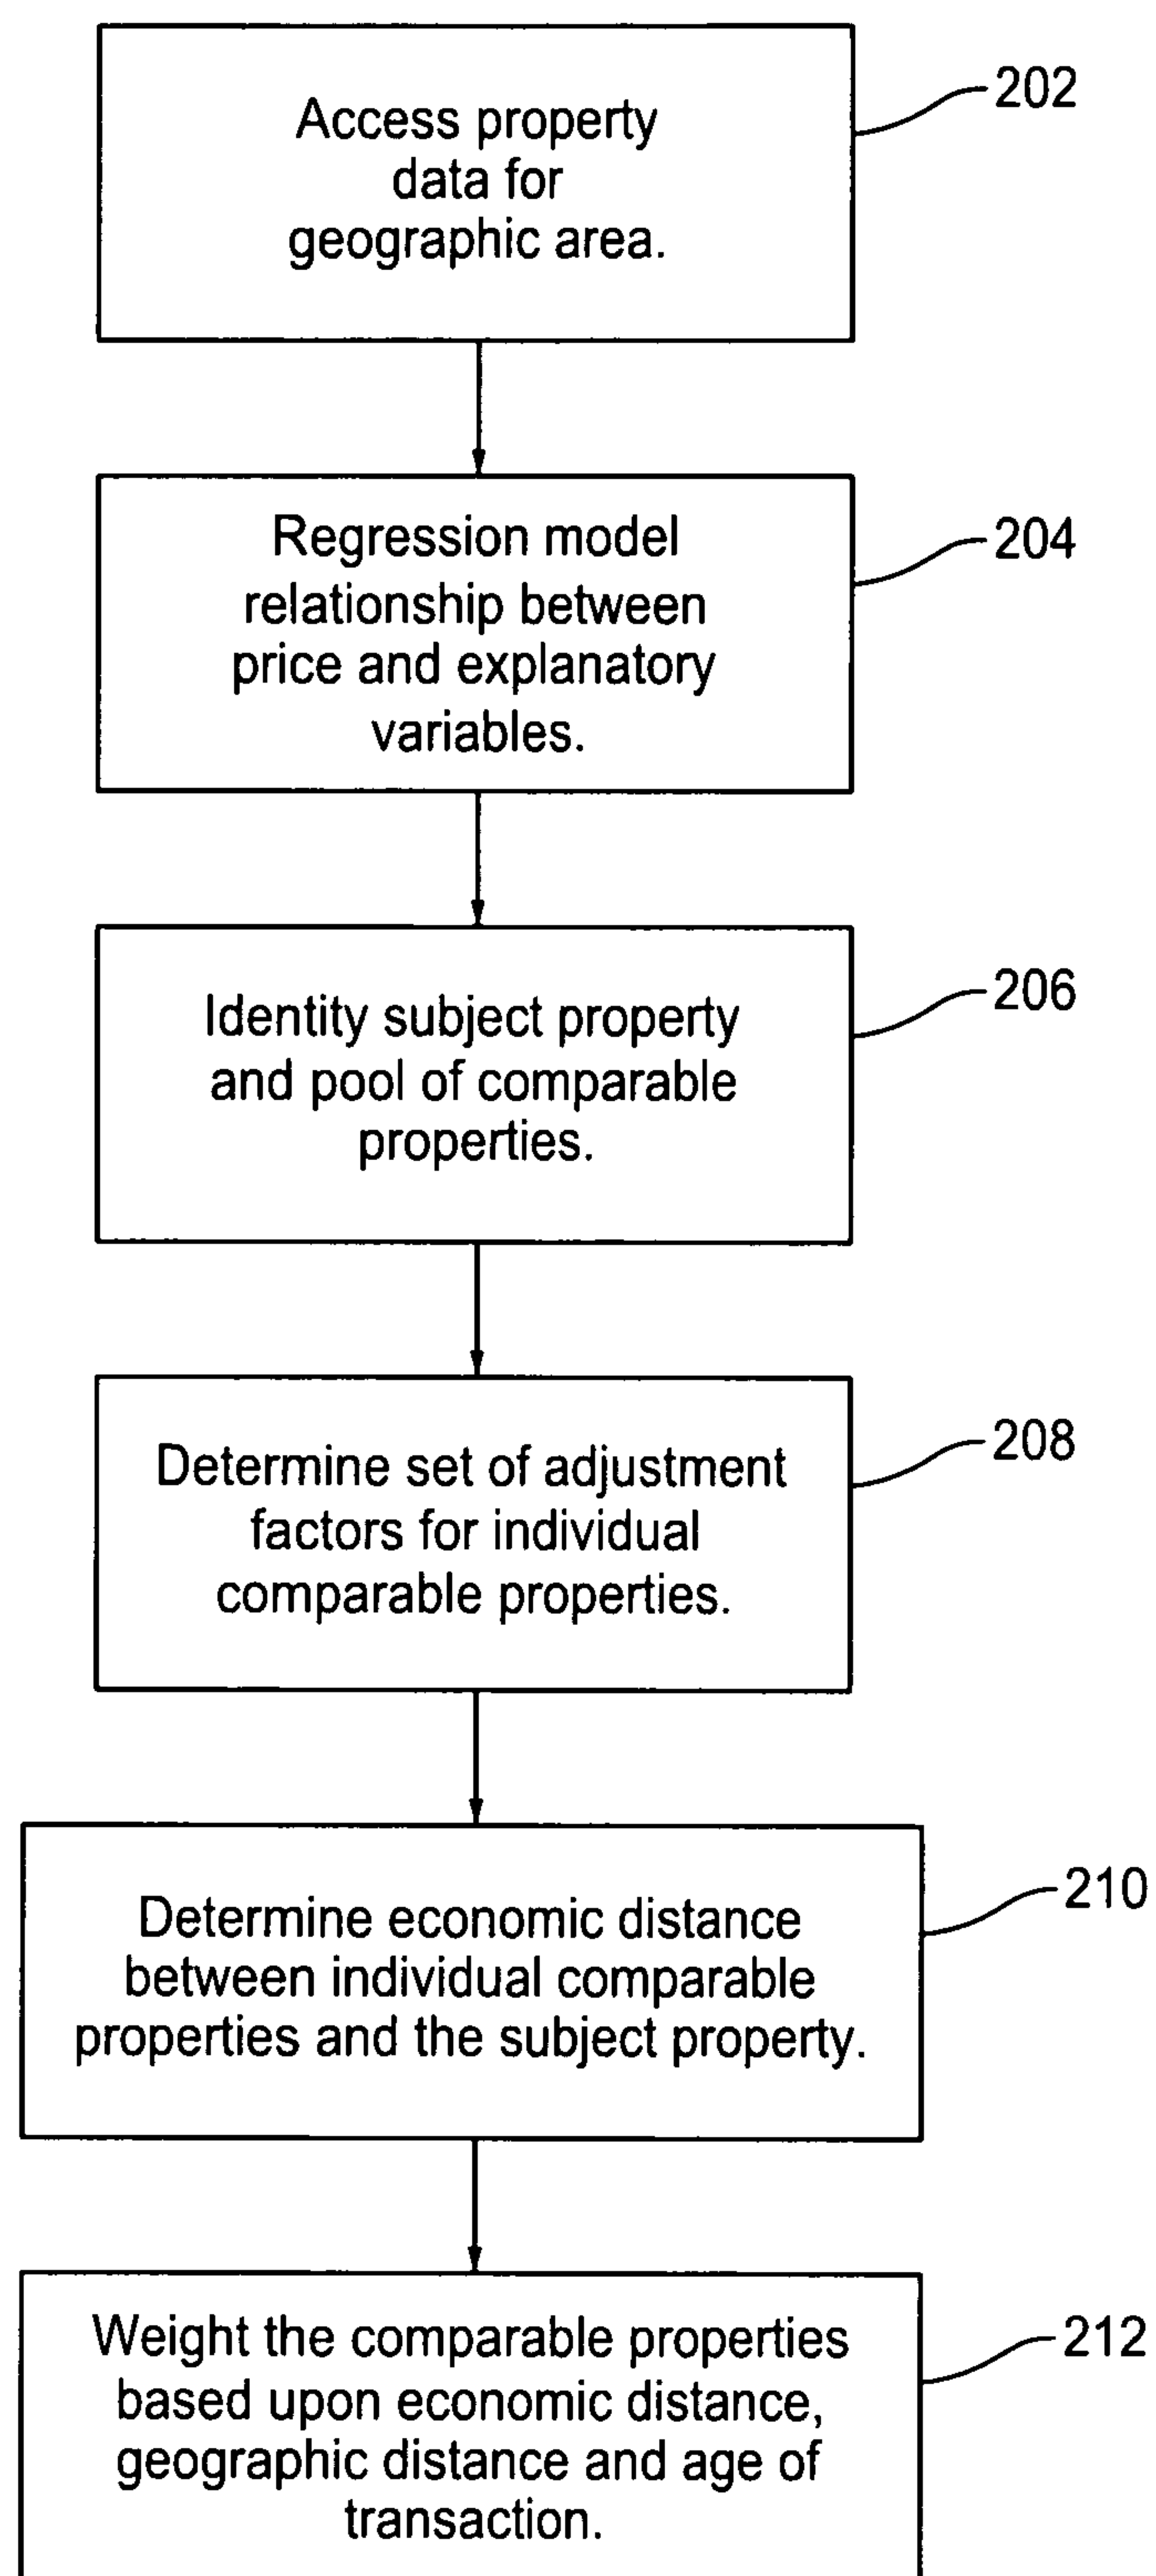 Access property
data for
geographic area.
202
Regression model
relationship between
price and explanatory
variables.
204
Identity subject property
and pool of comparable
properties.
206
Determine set of adjustment
factors for individual
comparable properties.
208
Determine economic distance
between individual comparable
properties and the subject property.
210
Weight the comparable properties
based upon economic distance,
geographic distance and age of
transaction.
212